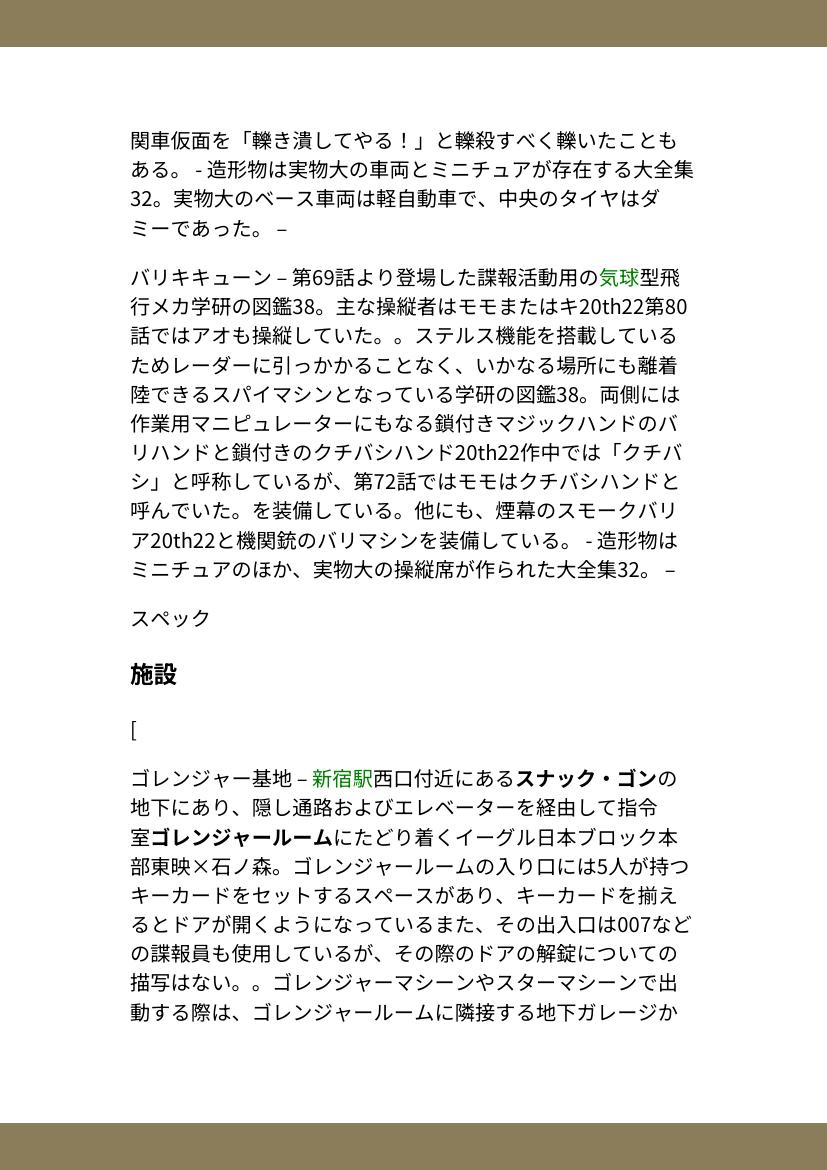 関車仮面を「轢き潰してやる！」と轢殺すべく轢いたことも
ある。 - 造形物は実物大の車両とミニチュアが存在する大全集
32。実物大のベース車両は軽自動車で、中央のタイヤはダ
ミーであった。 –
バリキキューン – 第69話より登場した諜報活動用の気球型飛
行メカ学研の図鑑38。主な操縦者はモモまたはキ20th22第80
話ではアオも操縦していた。。ステルス機能を搭載している
ためレーダーに引っかかることなく、いかなる場所にも離着
陸できるスパイマシンとなっている学研の図鑑38。両側には
作業用マニピュレーターにもなる鎖付きマジックハンドのバ
リハンドと鎖付きのクチバシハンド20th22作中では「クチバ
シ」と呼称しているが、第72話ではモモはクチバシハンドと
呼んでいた。を装備している。他にも、煙幕のスモークバリ
ア20th22と機関銃のバリマシンを装備している。 - 造形物は
ミニチュアのほか、実物大の操縦席が作られた大全集32。 –
スペック
施設
[
ゴレンジャー基地 – 新宿駅西口付近にあるスナック・ゴンの
地下にあり、隠し通路およびエレベーターを経由して指令
室ゴレンジャールームにたどり着くイーグル日本ブロック本
部東映×石ノ森。ゴレンジャールームの入り口には5人が持つ
キーカードをセットするスペースがあり、キーカードを揃え
るとドアが開くようになっているまた、その出入口は007など
の諜報員も使用しているが、その際のドアの解錠についての
描写はない。。ゴレンジャーマシーンやスターマシーンで出
動する際は、ゴレンジャールームに隣接する地下ガレージか